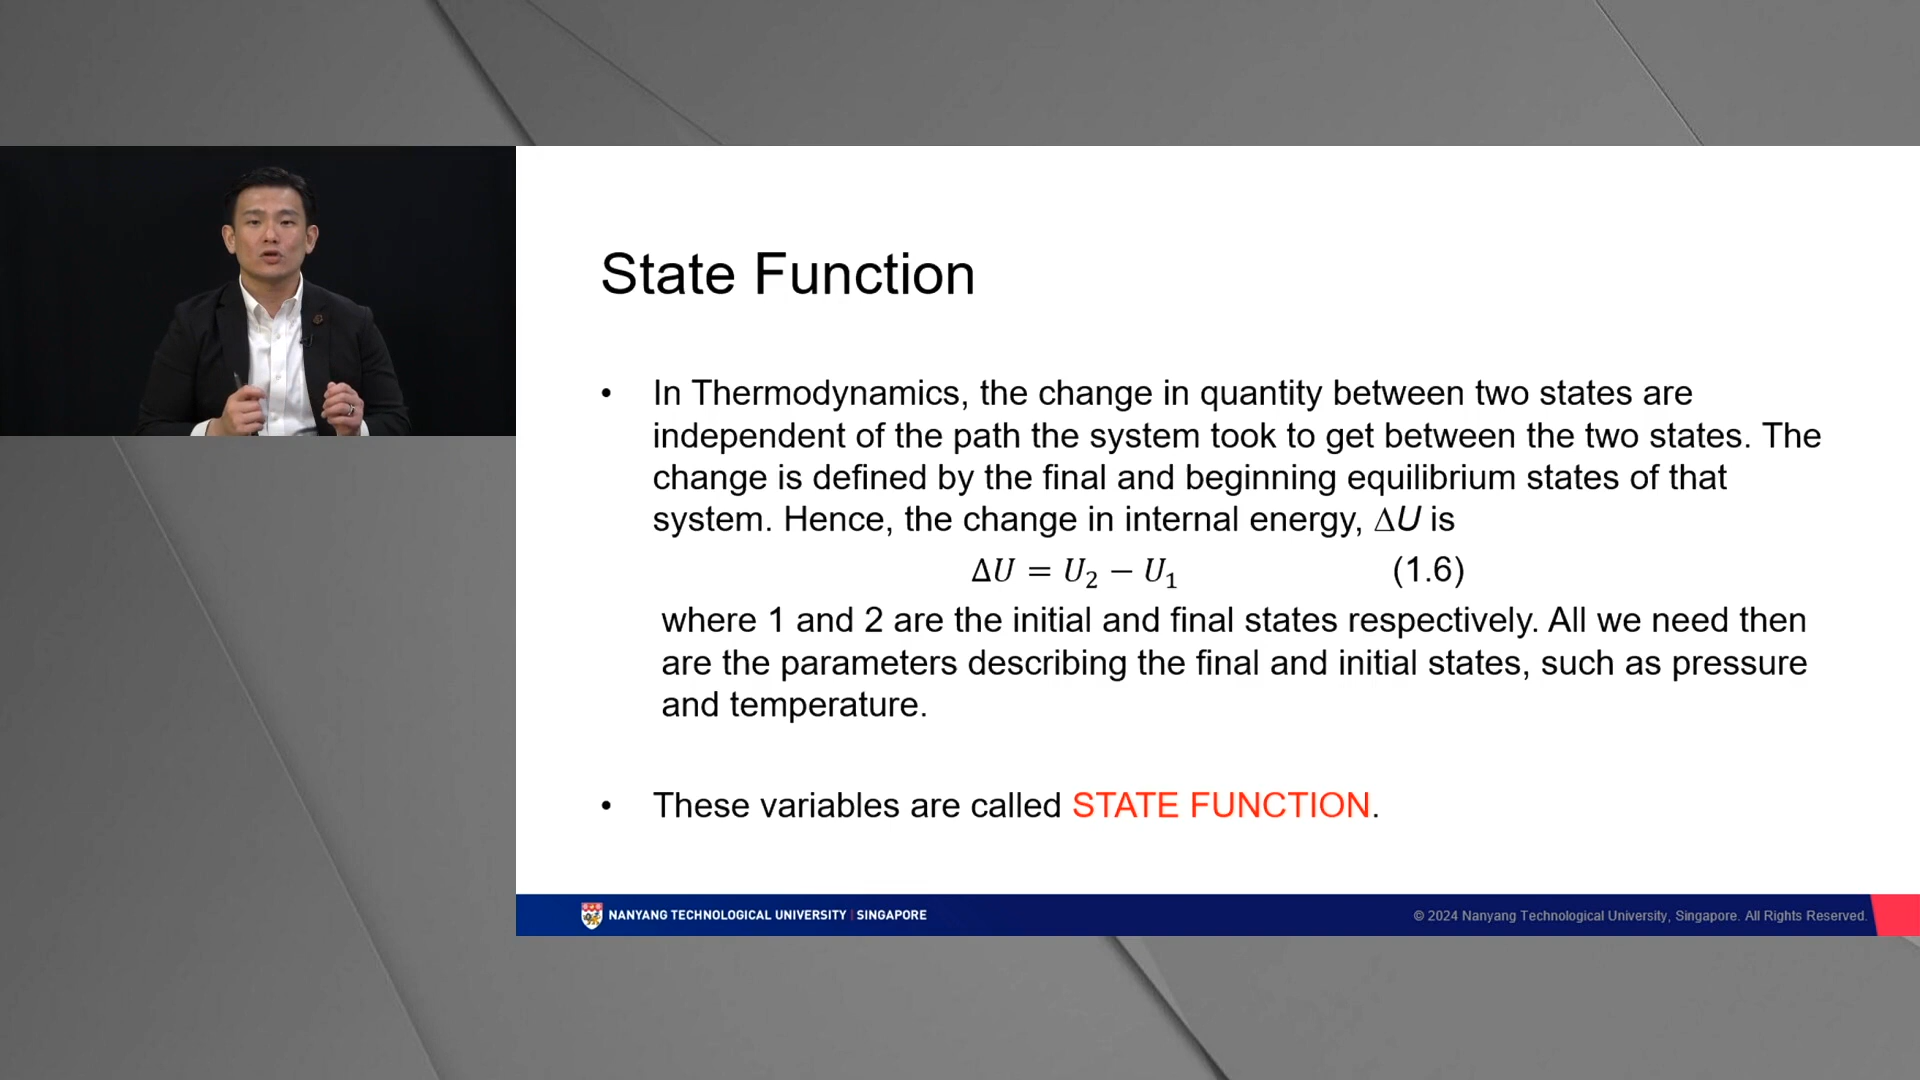 State Function
• In Thermodynamics, the change in quantity between two states are
independent of the path the system took to get between the two states. The
change is defined by the final and beginning equilibrium states of that
system. Hence, the change in internal energy, ΔU is
ΔU = U₂ − U₁ (1.6)
where 1 and 2 are the initial and final states respectively. All we need then
are the parameters describing the final and initial states, such as pressure
and temperature.
• These variables are called STATE FUNCTION.
NANYANG TECHNOLOGICAL UNIVERSITY | SINGAPORE
© 2024 Nanyang Technological University, Singapore. All Rights Reserved.